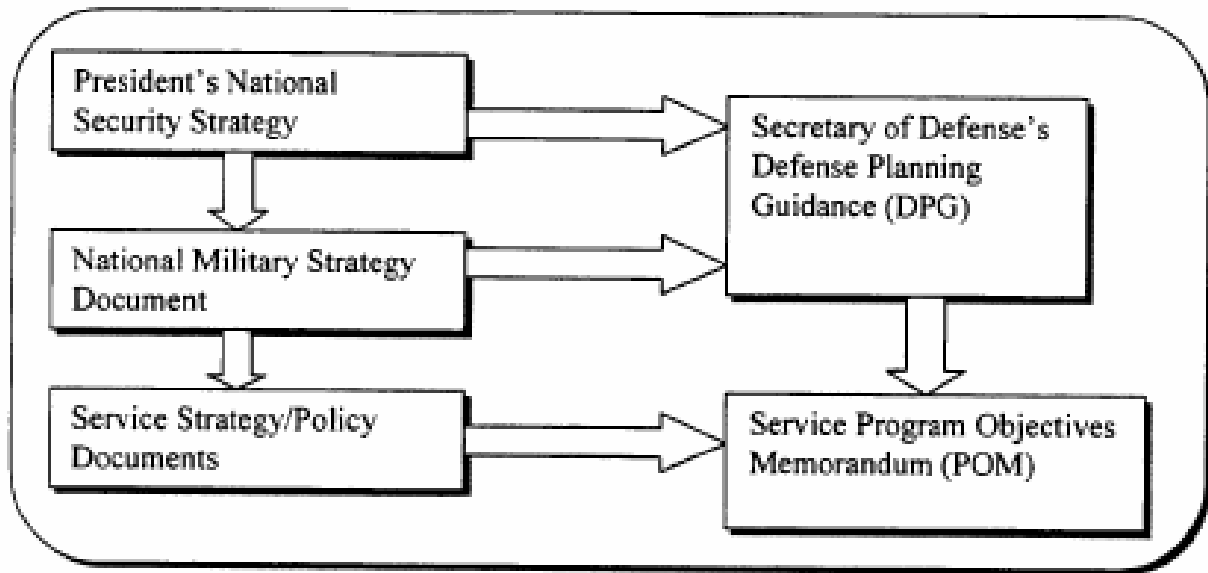 President's National
Security Strategy
Secretary of Defense's
Defense Planning
Guidance (DPG)
National Military Strategy
Document
Service Strategy/Policy
Documents
Service Program Objectives
Memorandum (POM)